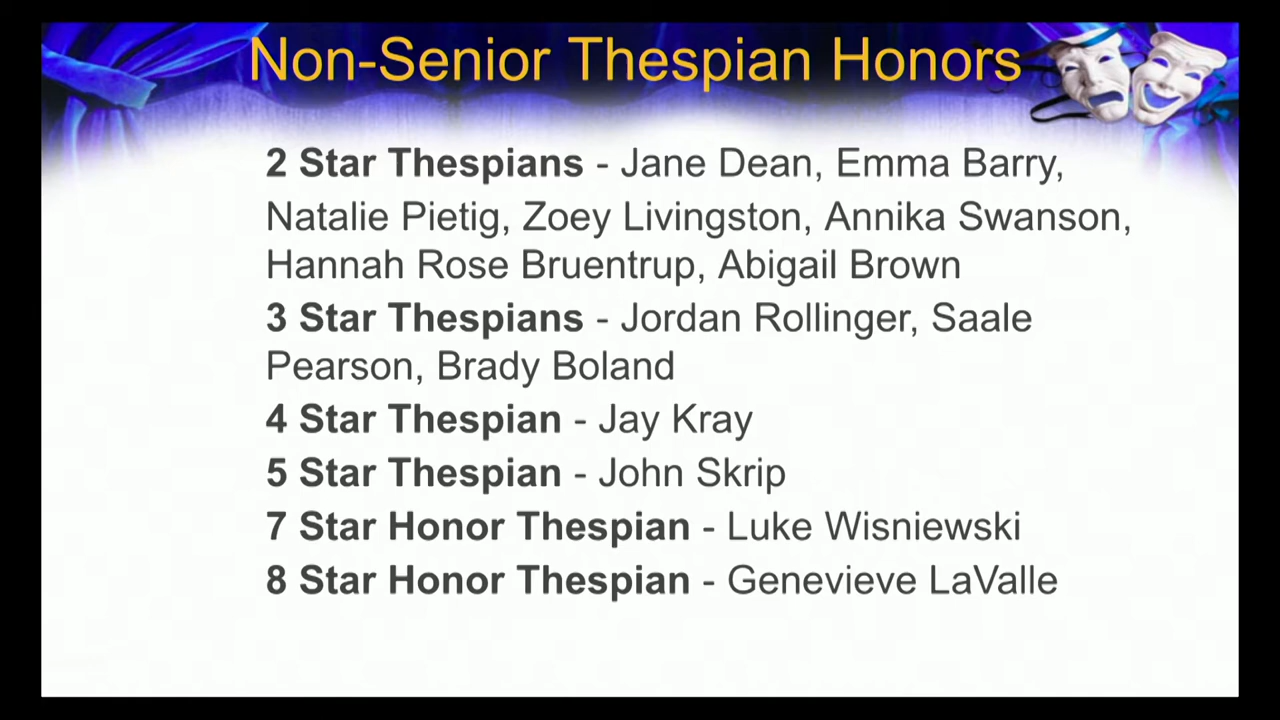 Non-Senior Thespian Honors
2 Star Thespians - Jane Dean, Emma Barry,
Natalie Pietig, Zoey Livingston, Annika Swanson,
Hannah Rose Bruentrup, Abigail Brown
3 Star Thespians - Jordan Rollinger, Saale
Pearson, Brady Boland
4 Star Thespian - Jay Kray
5 Star Thespian - John Skrip
7 Star Honor Thespian - Luke Wisniewski
8 Star Honor Thespian - Genevieve LaValle